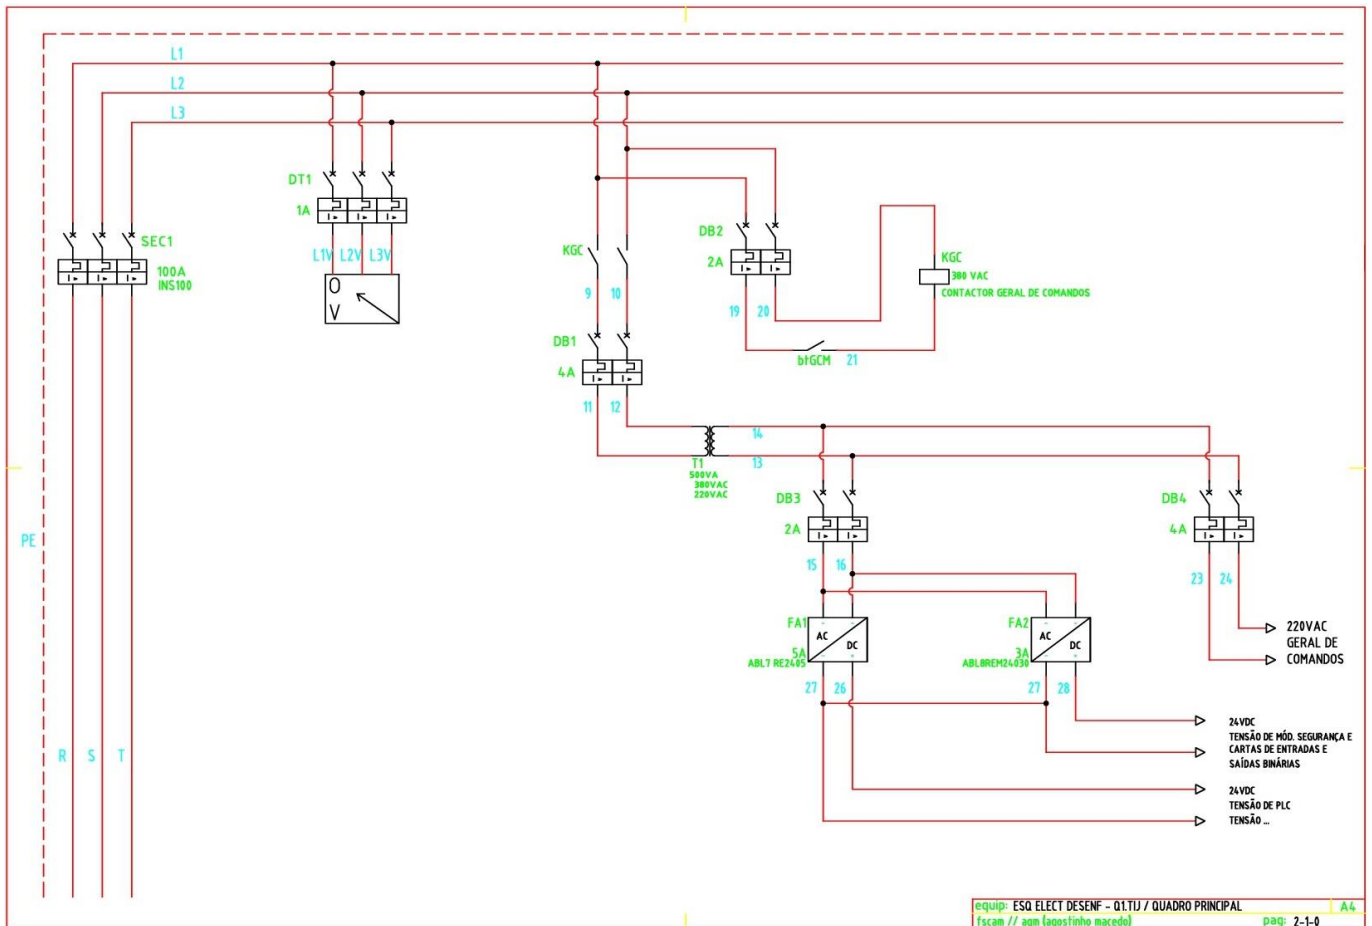 L1
L2
L3
DT1
1A
L1V L2V L3V
O
V
SEC1
100A
INS100
KGC
9 10
DB1
4A
11 12
DB2
2A
19 20
btGCM 21
KGC
380 VAC
CONTACTOR GERAL DE COMANDOS
14
13
T1
500VA
380VAC
220VAC
DB3
2A
15 16
DB4
4A
23 24
FA1
AC
DC
5A
ABL7 RE2405
27 26
FA2
AC
DC
3A
ABL8REM24030
27 28
220VAC
GERAL DE
COMANDOS
24VDC
TENSÃO DE MÓD. SEGURANÇA E
CARTAS DE ENTRADAS E
SAÍDAS BINÁRIAS
24VDC
TENSÃO DE PLC
TENSÃO ...
PE
R S T
equip: ESQ ELECT DESENF - Q1.TIJ / QUADRO PRINCIPAL A4
fscam // agm (agostinho macedo) pag: 2-1-0